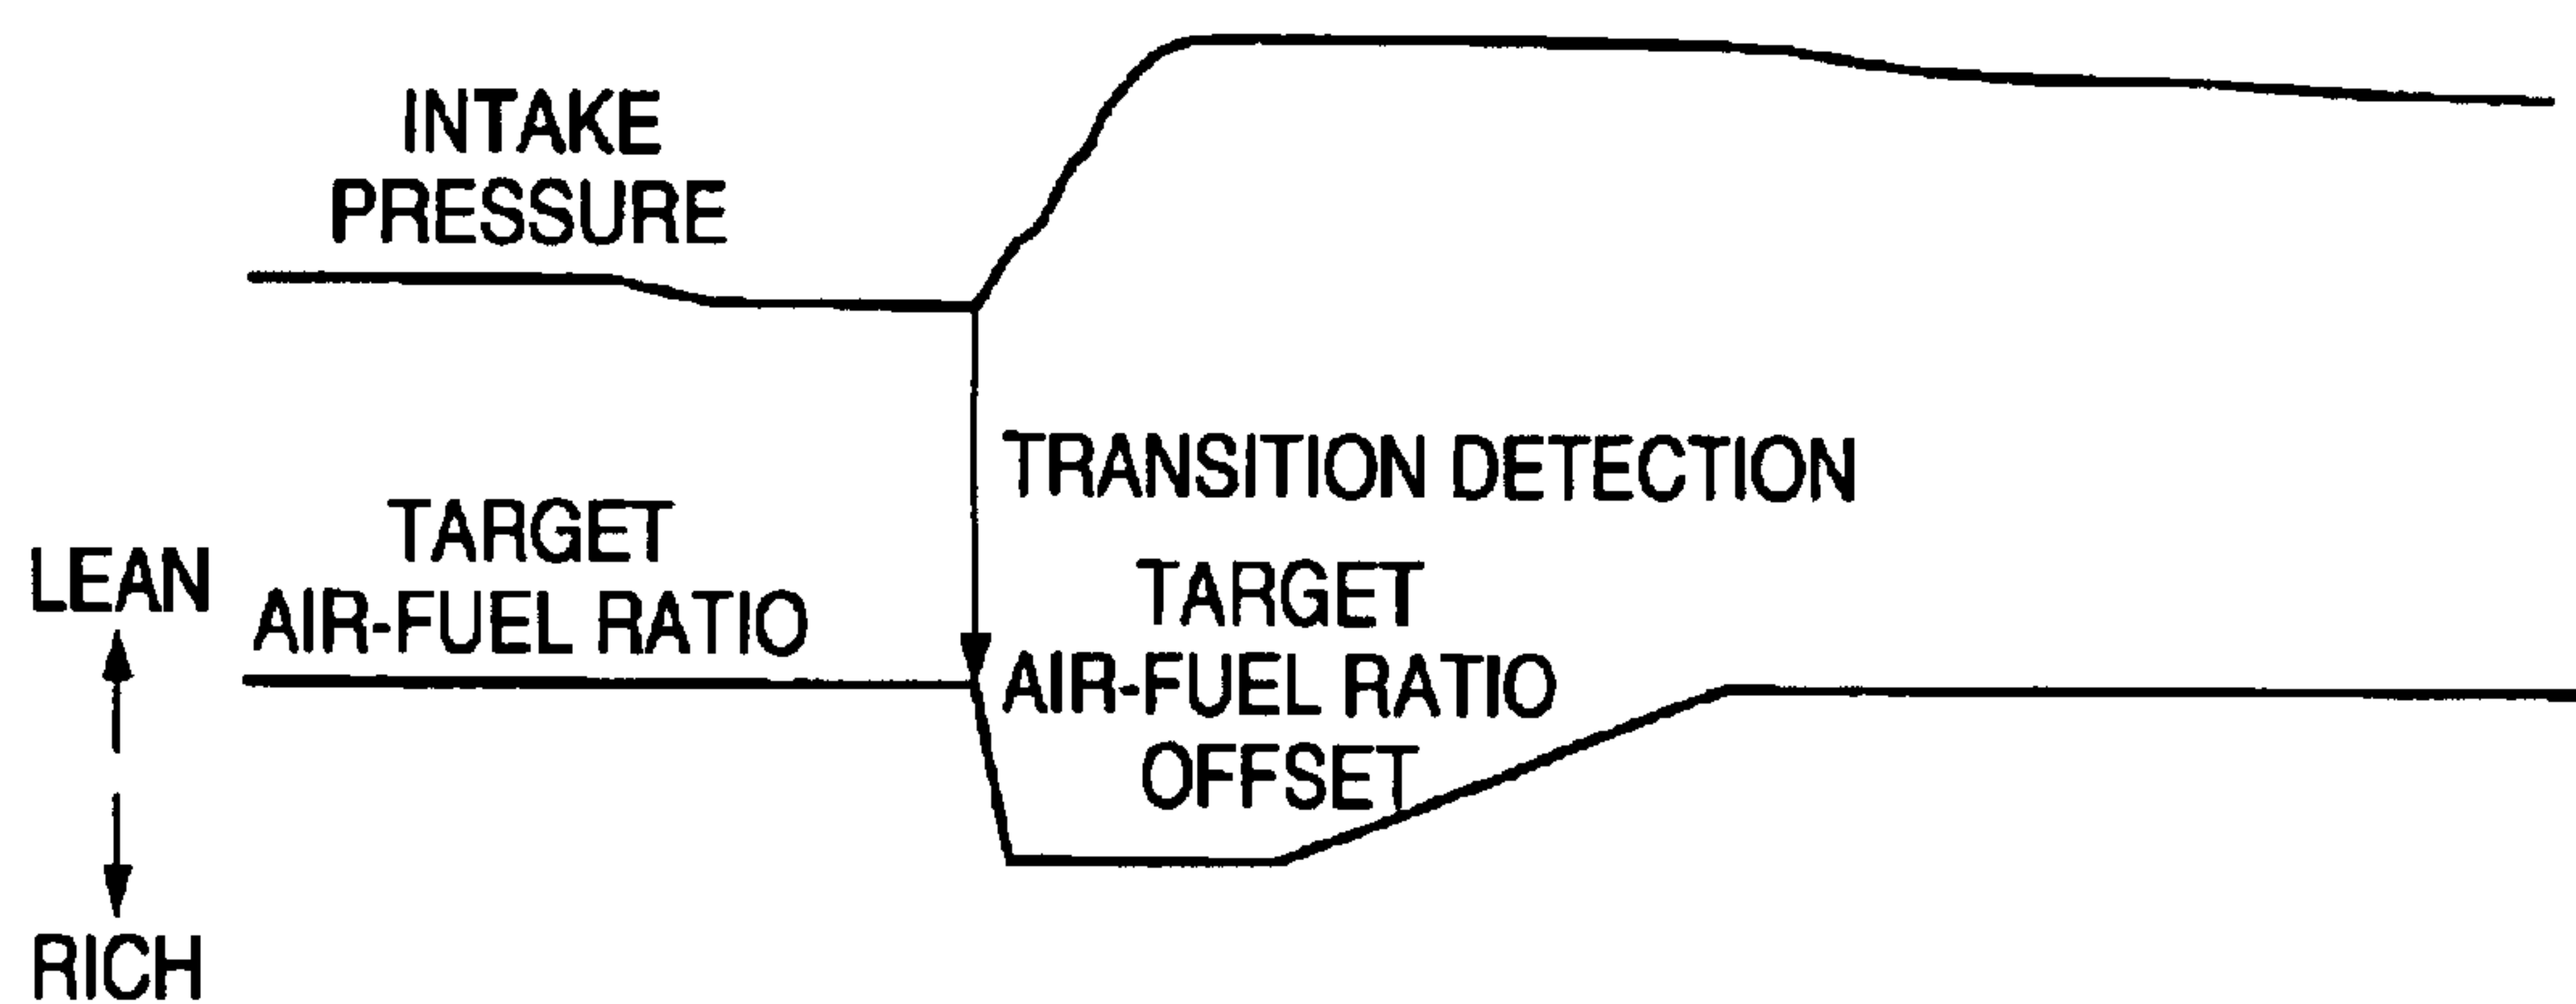 INTAKE
PRESSURE
TRANSITION DETECTION
TARGET
AIR-FUEL RATIO
LEAN
TARGET
AIR-FUEL RATIO
OFFSET
RICH